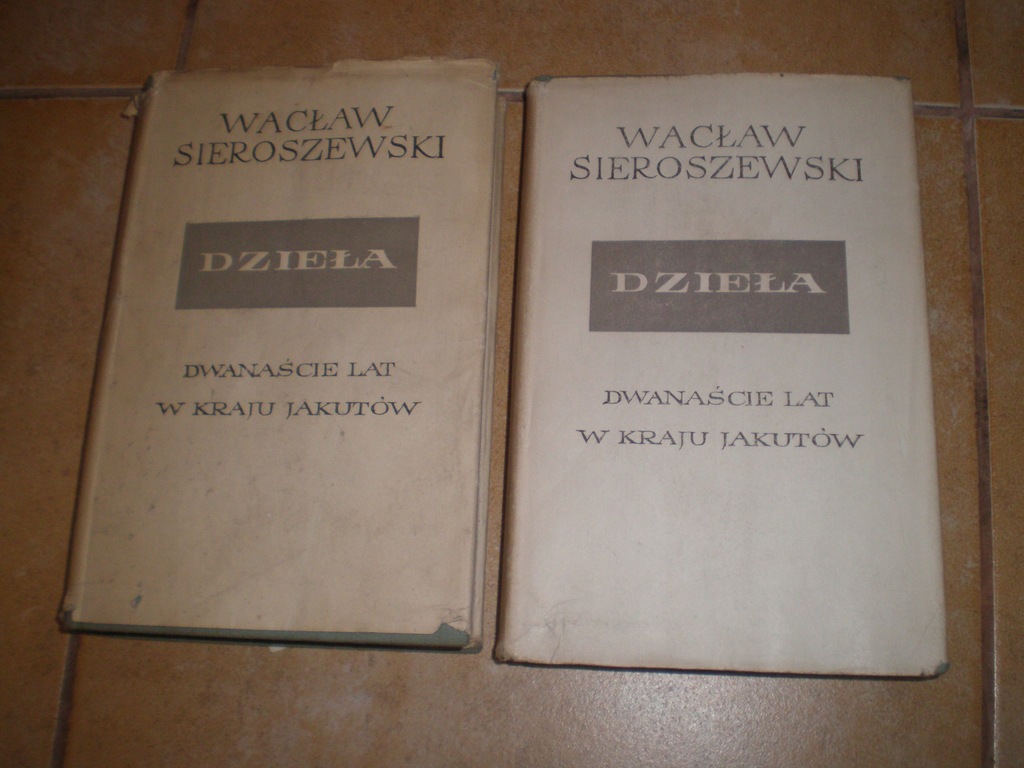 WACŁAW
SIEROSZEWSKI
DZIEŁA
DWANAŚCIE LAT
W KRAJU JAKUTÓW
WACŁAW
SIEROSZEWSKI
DZIEŁA
DWANAŚCIE LAT
W KRAJU JAKUTÓW